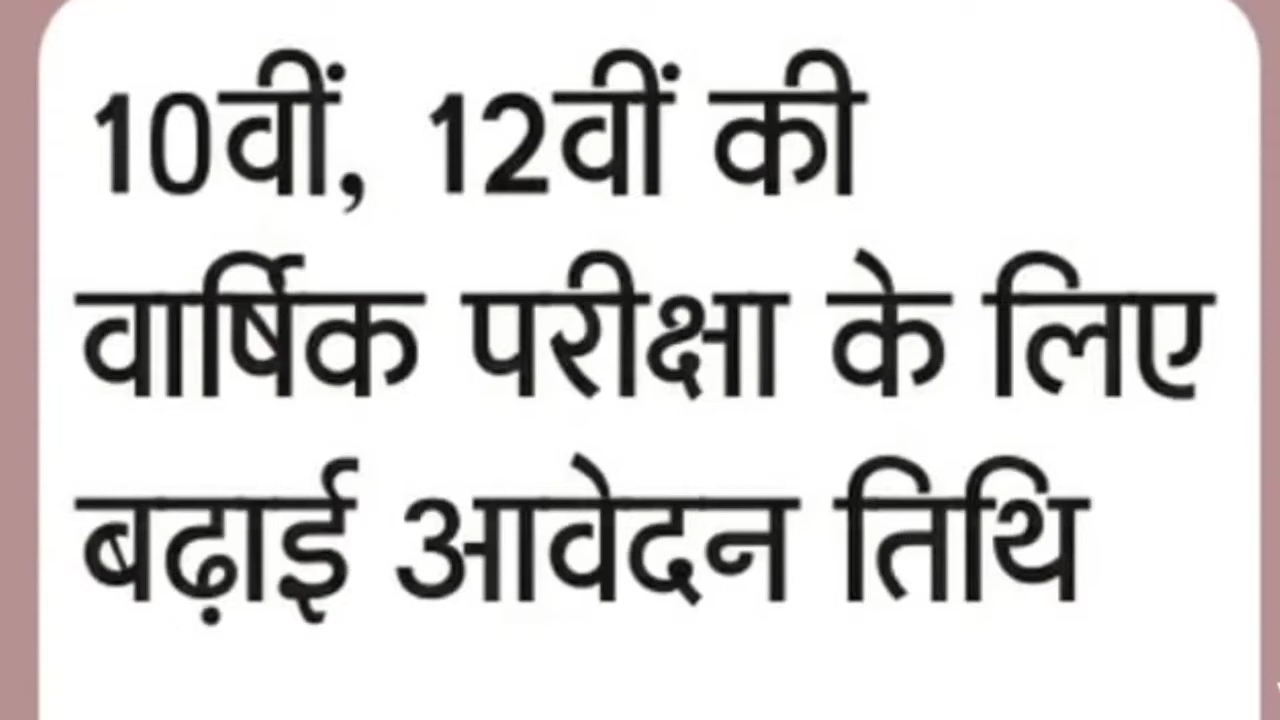 10वीं, 12वीं की
वार्षिक परीक्षा के लिए
बढ़ाई आवेदन तिथि